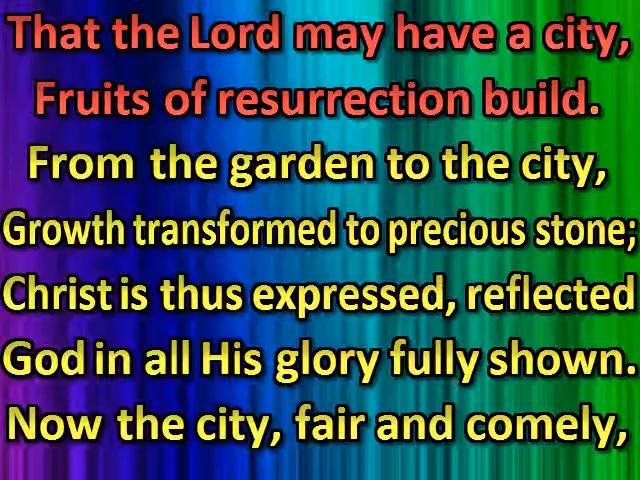 That the Lord may have a city,
Fruits of resurrection build.
From the garden to the city,
Growth transformed to precious stone;
Christ is thus expressed, reflected
God in all His glory fully shown.
Now the city, fair and comely,